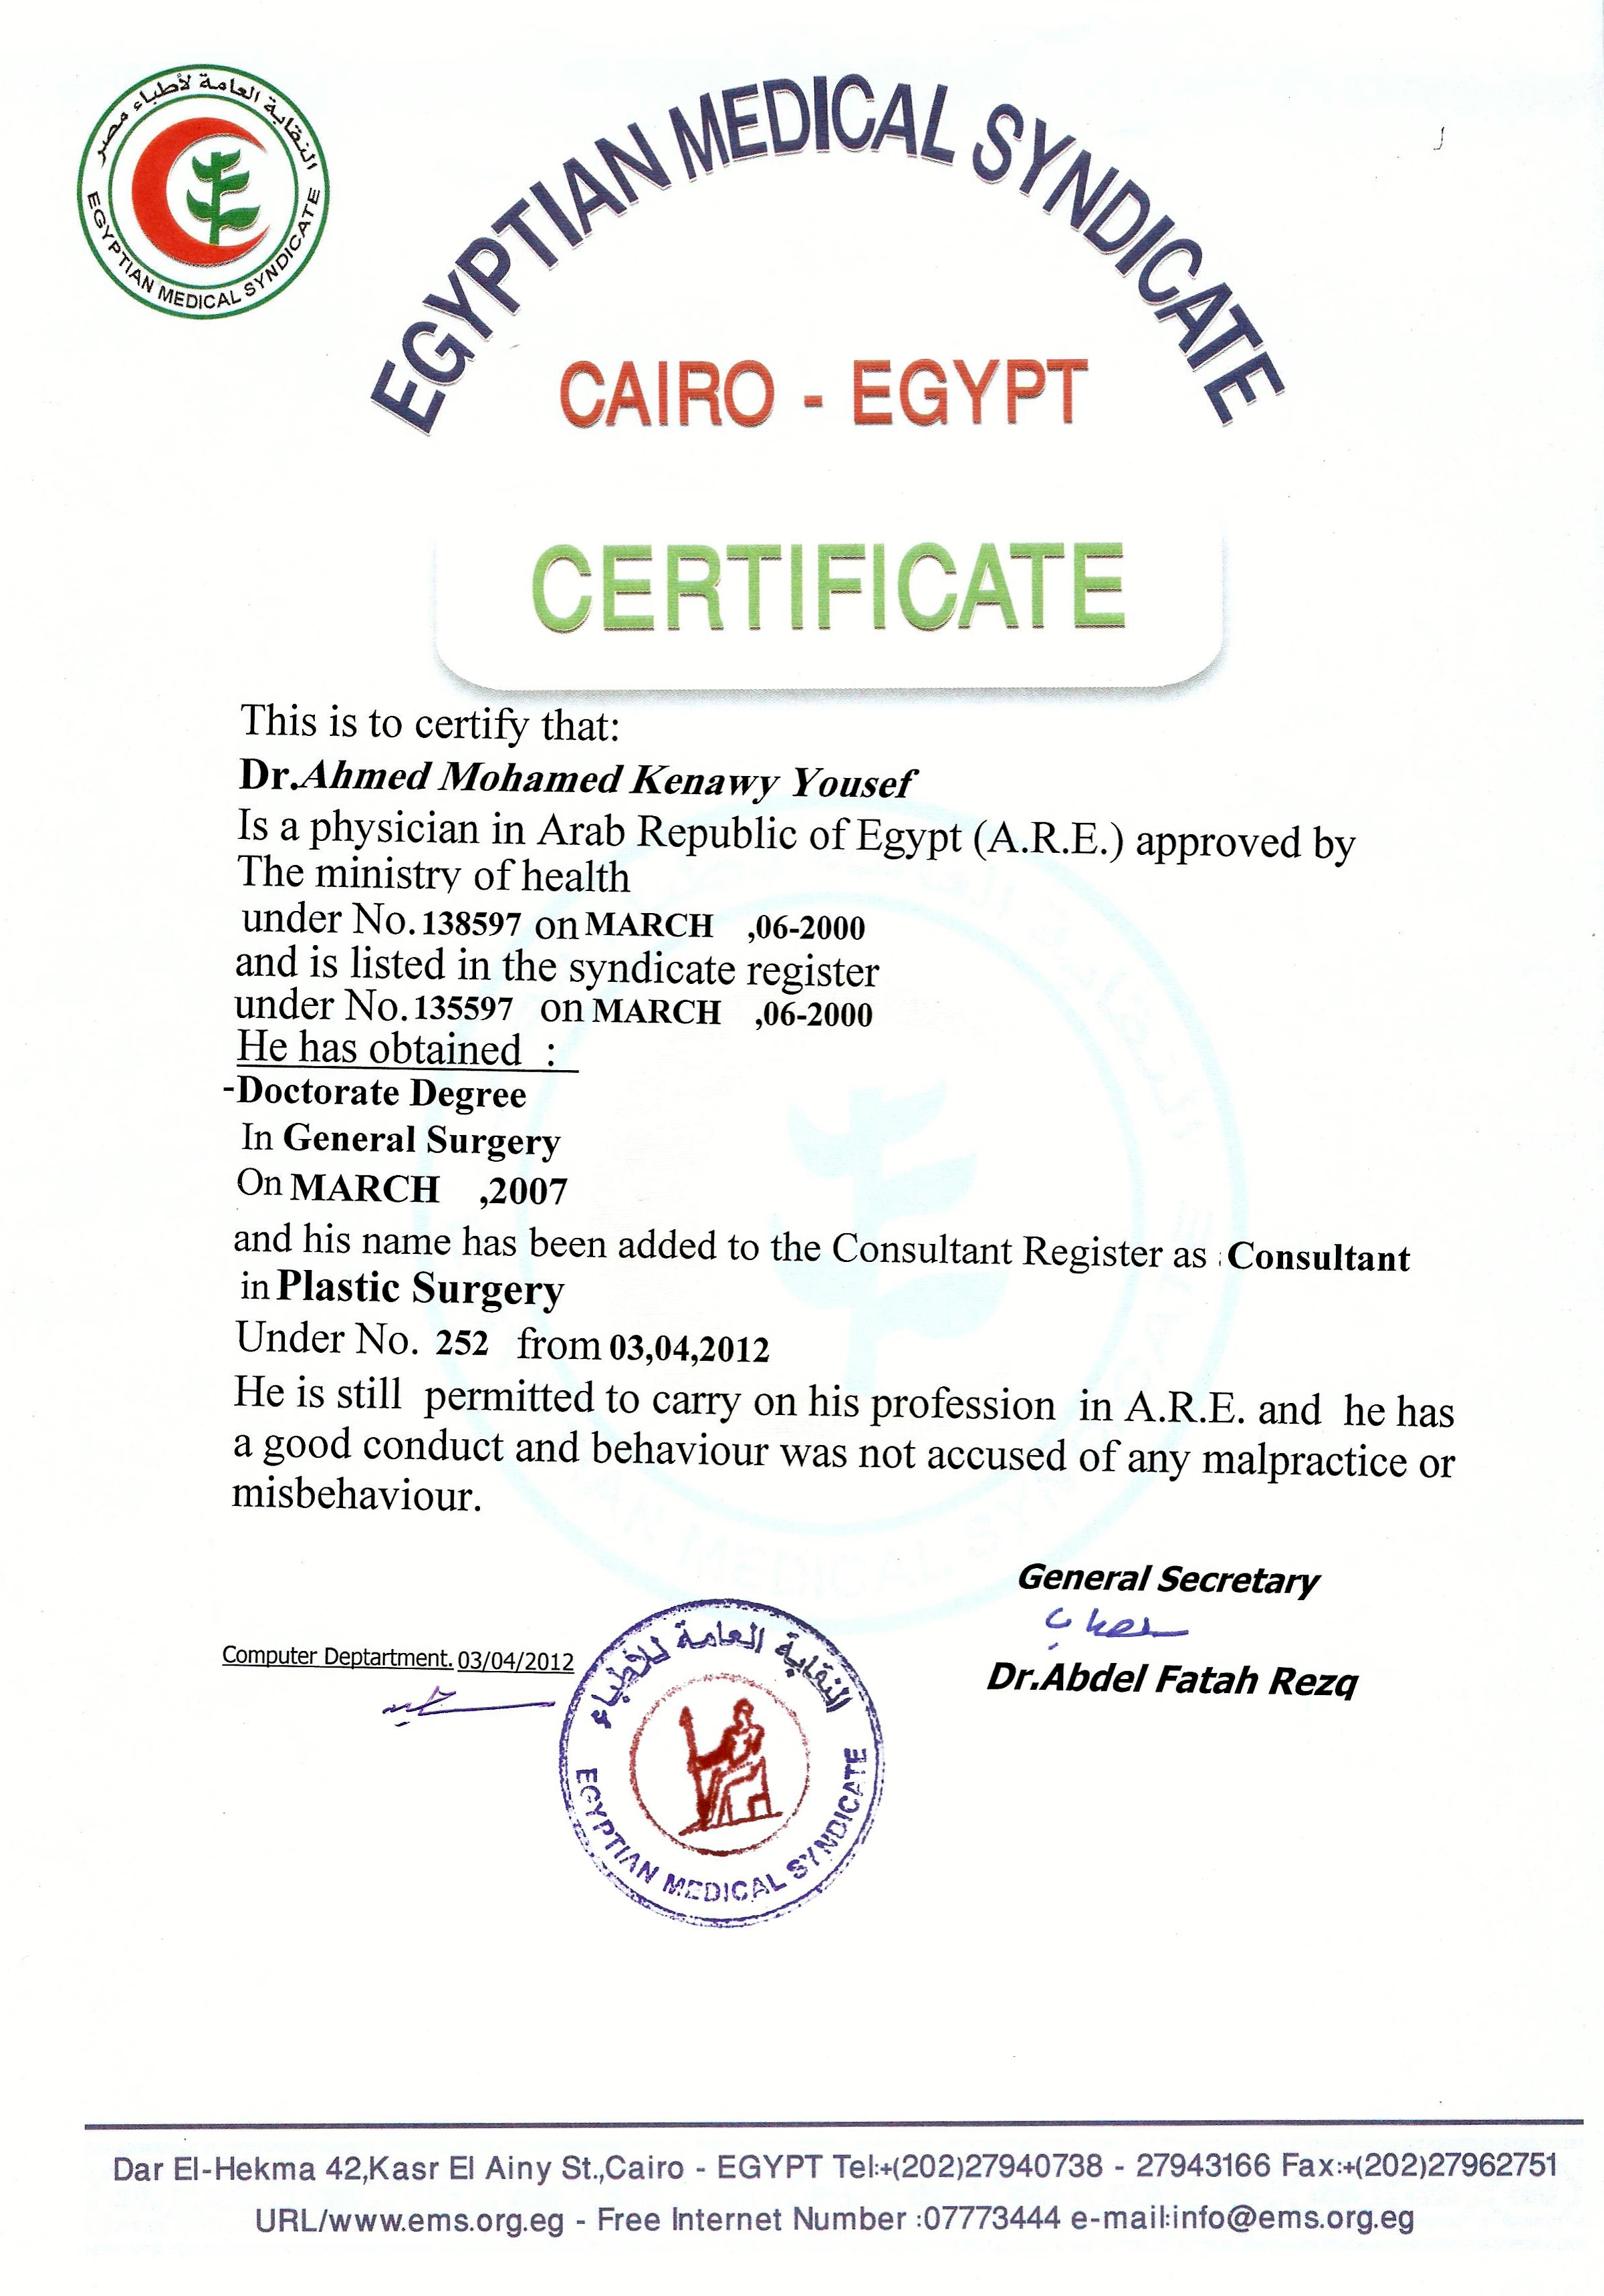 النقابة العامة لأطباء مصر
EGYPTIAN MEDICAL SYNDICATE
EGYPTIAN MEDICAL SYNDICATE
CAIRO - EGYPT
CERTIFICATE
This is to certify that:
Dr.Ahmed Mohamed Kenawy Yousef
Is a physician in Arab Republic of Egypt (A.R.E.) approved by
The ministry of health
under No.138597 on MARCH ,06-2000
and is listed in the syndicate register
under No.135597 on MARCH ,06-2000
He has obtained :
-Doctorate Degree
In General Surgery
On MARCH ,2007
and his name has been added to the Consultant Register as : Consultant
in Plastic Surgery
Under No. 252 from 03,04,2012
He is still permitted to carry on his profession in A.R.E. and he has
a good conduct and behaviour was not accused of any malpractice or
misbehaviour.
General Secretary
Dr.Abdel Fatah Rezq
Computer Deptartment. 03/04/2012
النقابة العامة للأطباء
EGYPTIAN MEDICAL SYNDICATE
Dar El-Hekma 42,Kasr El Ainy St.,Cairo - EGYPT Tel:+(202)27940738 - 27943166 Fax:+(202)27962751
URL/www.ems.org.eg - Free Internet Number :07773444 e-mail:info@ems.org.eg